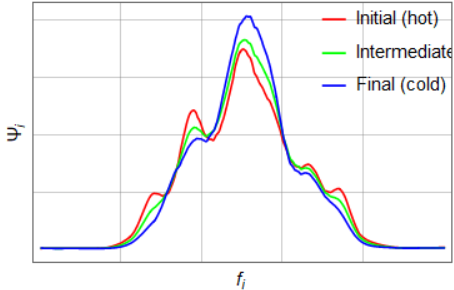 Initial (hot)
Intermediate
Final (cold)
Ψi
fi